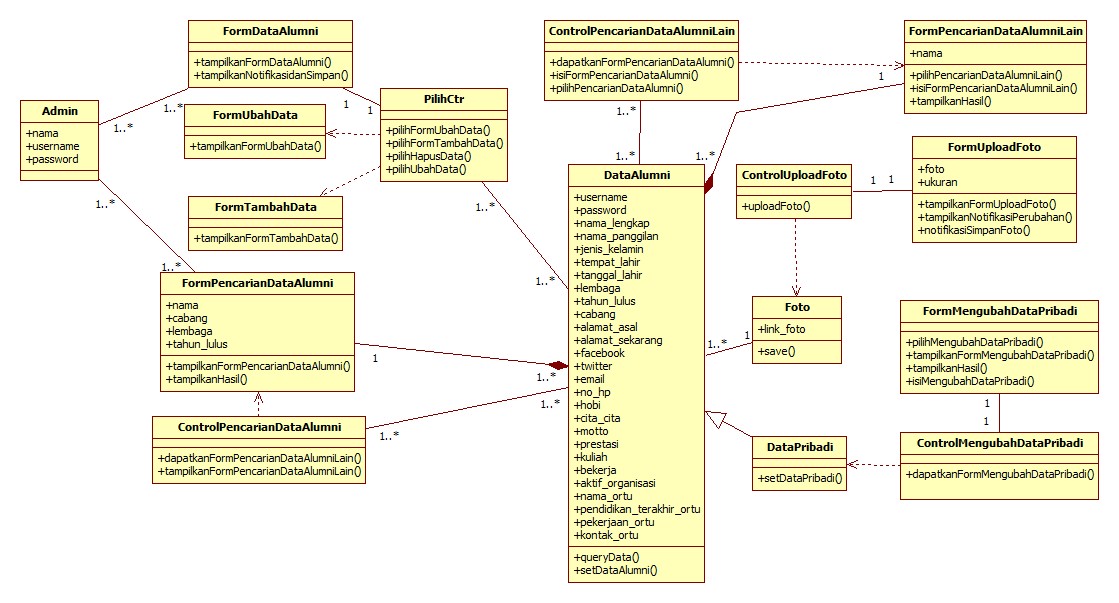 FormDataAlumni
+tampilkanFormDataAlumni()
+tampilkanNotifikasidanSimpan()
ControlPencarianDataAlumniLain
+dapatkanFormPencarianDataAlumni()
+isiFormPencarianDataAlumni()
+pilihPencarianDataAlumni()
FormPencarianDataAlumniLain
+nama
+pilihPencarianDataAlumniLain()
+isiFormPencarianDataAlumniLain()
+tampilkanHasil()
Admin
+nama
+username
+password
FormUbahData
+tampilkanFormUbahData()
PilihCtr
+pilihFormUbahData()
+pilihFormTambahData()
+pilihHapusData()
+pilihUbahData()
FormTambahData
+tampilkanFormTambahData()
DataAlumni
+username
+password
+nama_lengkap
+nama_panggilan
+jenis_kelamin
+tempat_lahir
+tanggal_lahir
+lembaga
+tahun_lulus
+cabang
+alamat_asal
+alamat_sekarang
+facebook
+twitter
+email
+no_hp
+hobi
+cita_cita
+motto
+prestasi
+kuliah
+bekerja
+aktif_organisasi
+nama_ortu
+pendidikan_terakhir_ortu
+pekerjaan_ortu
+kontak_ortu
+queryData()
+setDataAlumni()
ControlUploadFoto
+uploadFoto()
FormUploadFoto
+foto
+ukuran
+tampilkanFormUploadFoto()
+tampilkanNotifikasiPerubahan()
+notifikasiSimpanFoto()
FormPencarianDataAlumni
+nama
+cabang
+lembaga
+tahun_lulus
+tampilkanFormPencarianDataAlumni()
+tampilkanHasil()
Foto
+link_foto
+save()
FormMengubahDataPribadi
+pilihMengubahDataPribadi()
+tampilkanFormMengubahDataPribadi()
+tampilkanHasil()
+isiMengubahDataPribadi()
ControlPencarianDataAlumni
+dapatkanFormPencarianDataAlumniLain()
+tampilkanFormPencarianDataAlumniLain()
DataPribadi
+setDataPribadi()
ControlMengubahDataPribadi
+dapatkanFormMengubahDataPribadi()
1..*
1..*
1
1
1..*
1..*
1..*
1..*
1
1..*
1..*
1..*
1
1
1
1..*
1..*
1..*
1
1..*
1
1